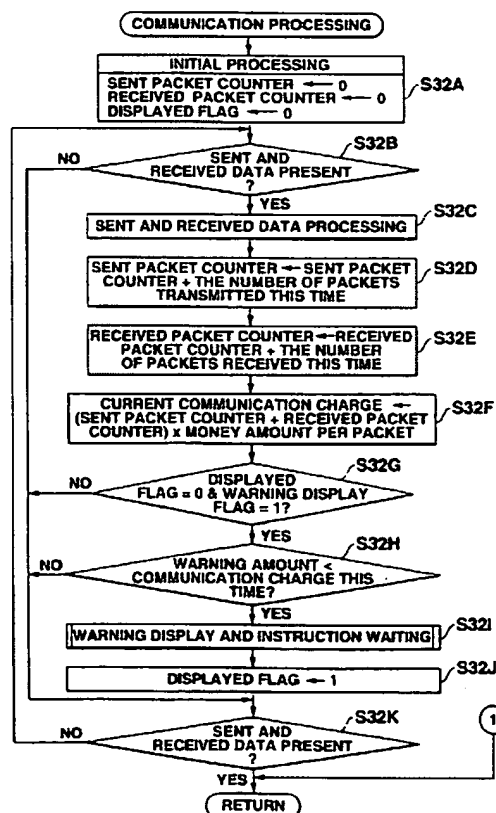 COMMUNICATION PROCESSING
INITIAL PROCESSING
SENT PACKET COUNTER ← 0
RECEIVED PACKET COUNTER ← 0
DISPLAYED FLAG ← 0
S32A
S32B
NO
SENT AND
RECEIVED DATA PRESENT
?
YES
S32C
SENT AND RECEIVED DATA PROCESSING
S32D
SENT PACKET COUNTER ← SENT PACKET
COUNTER + THE NUMBER OF PACKETS
TRANSMITTED THIS TIME
S32E
RECEIVED PACKET COUNTER ← RECEIVED
PACKET COUNTER + THE NUMBER
OF PACKETS RECEIVED THIS TIME
S32F
CURRENT COMMUNICATION CHARGE ←
(SENT PACKET COUNTER + RECEIVED PACKET
COUNTER) x MONEY AMOUNT PER PACKET
S32G
NO
DISPLAYED
FLAG = 0 & WARNING DISPLAY
FLAG = 1?
YES
S32H
NO
WARNING AMOUNT <
COMMUNICATION CHARGE THIS
TIME?
YES
S32I
WARNING DISPLAY AND INSTRUCTION WAITING
S32J
DISPLAYED FLAG ← 1
S32K
NO
SENT AND
RECEIVED DATA PRESENT
?
1
YES
RETURN